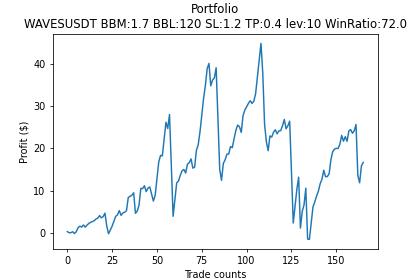 Portfolio
WAVESUSDT BBM:1.7 BBL:120 SL:1.2 TP:0.4 lev:10 WinRatio:72.0
Profit ($)
40
30
20
10
0
0 25 50 75 100 125 150
Trade counts